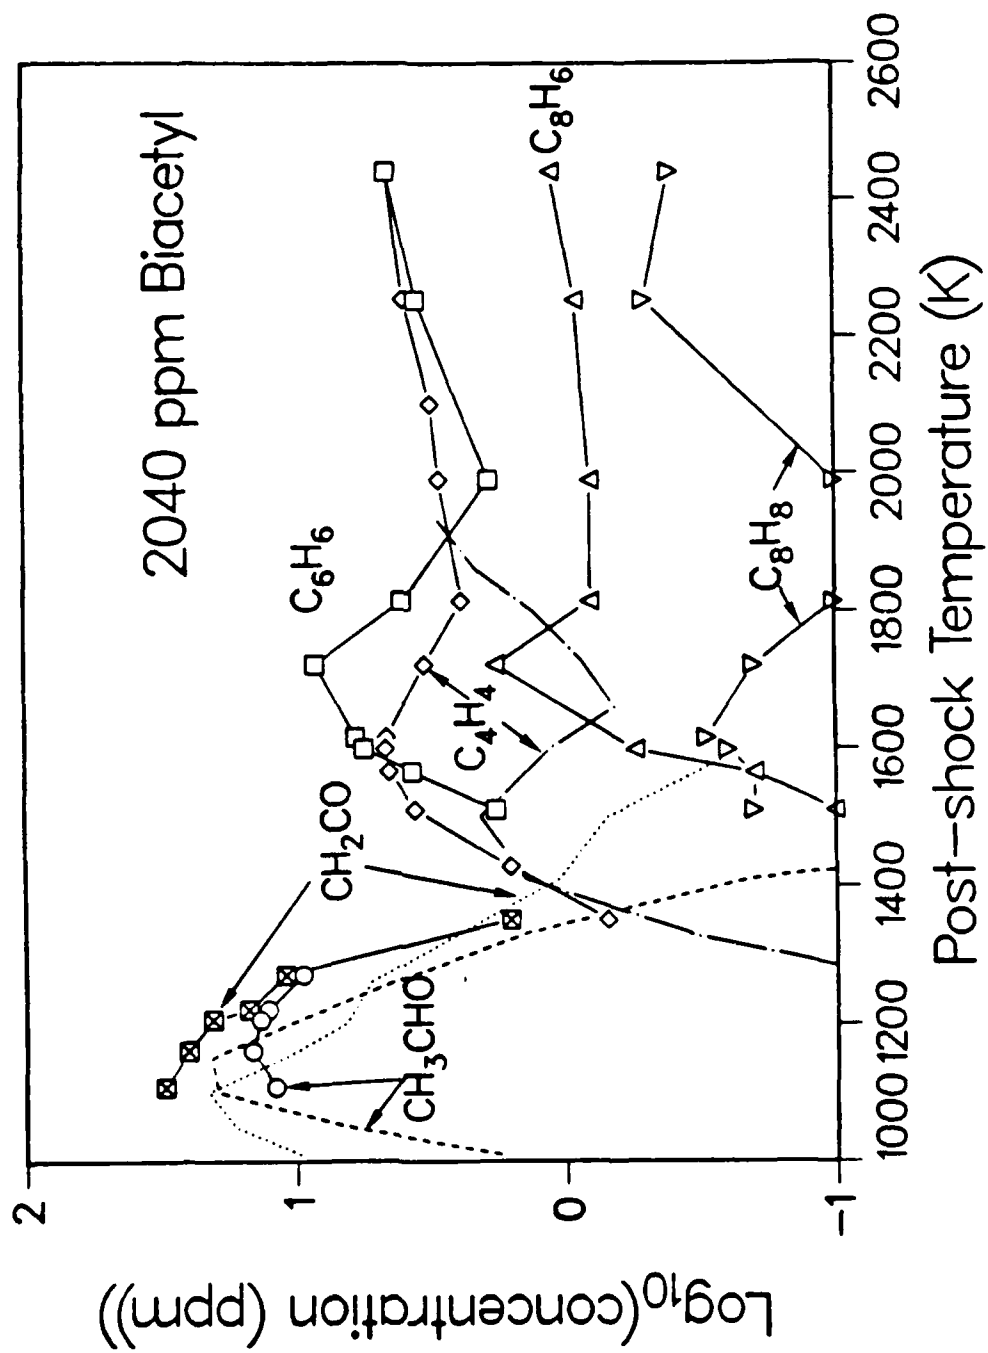 2040 ppm Biacetyl
C₆H₆
CH₂CO
C₄H₄
CH₃CHO
C₈H₆
C₈H₈
2
1
0
-1
Log₁₀(concentration (ppm))
1000 1200 1400 1600 1800 2000 2200 2400 2600
Post-shock Temperature (K)